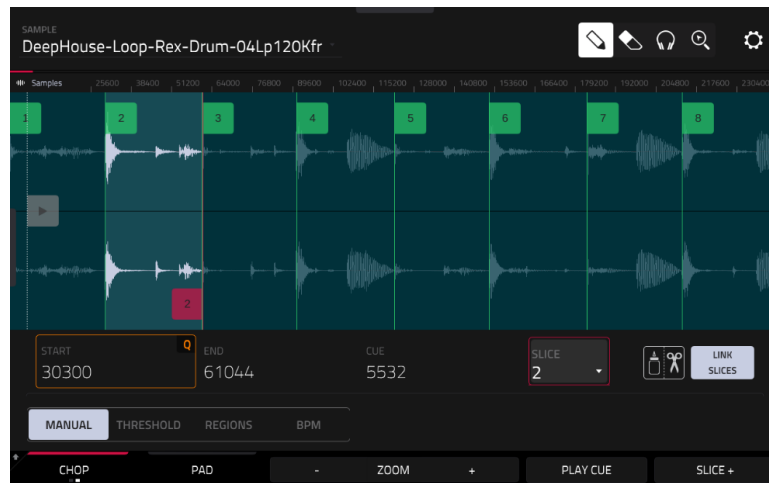 SAMPLE
DeepHouse-Loop-Rex-Drum-04Lp120Kfr
Samples 25600 38400 51200 64000 76800 89600 102400 115200 128000 140800 153600 166400 179200 192000 204800 217600 230400
1 2 3 4 5 6 7 8
2
START Q END CUE SLICE
30300 61044 5532 2
LINK
SLICES
MANUAL THRESHOLD REGIONS BPM
CHOP PAD - ZOOM + PLAY CUE SLICE +